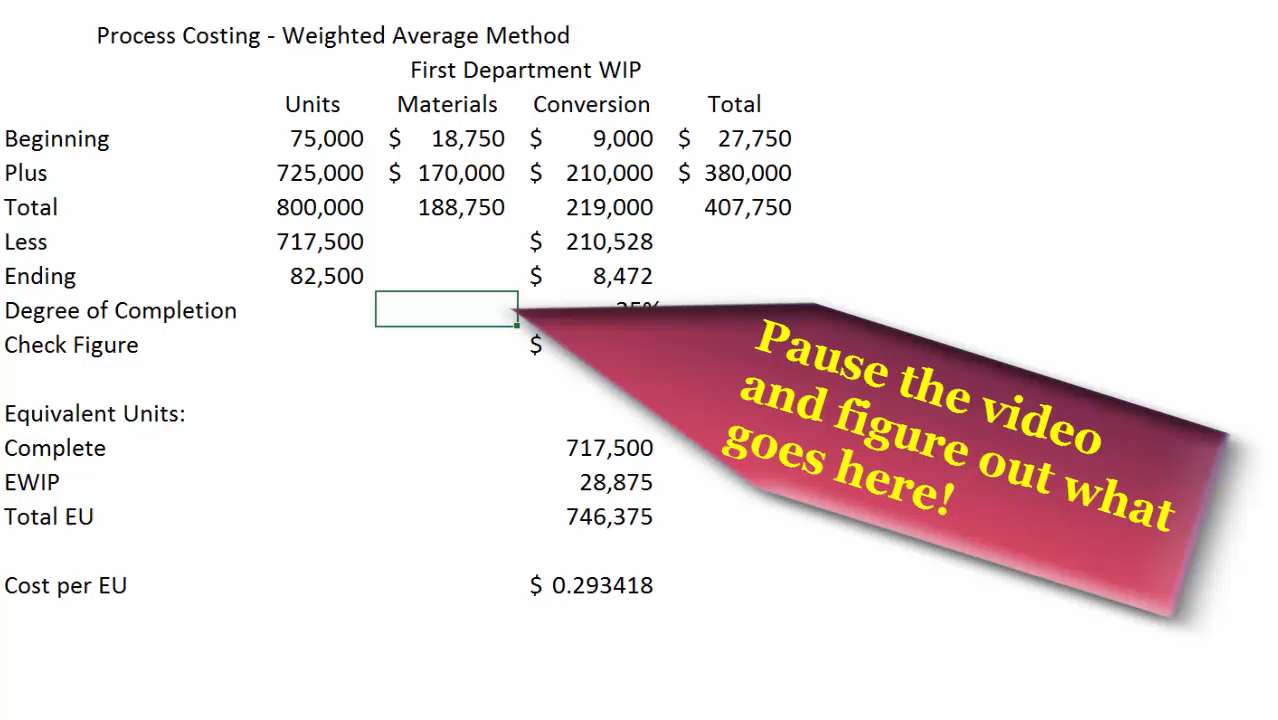 Process Costing - Weighted Average Method
First Department WIP
Units Materials Conversion Total
Beginning 75,000 $ 18,750 $ 9,000 $ 27,750
Plus 725,000 $ 170,000 $ 210,000 $ 380,000
Total 800,000 188,750 219,000 407,750
Less 717,500 $ 210,528
Ending 82,500 $ 8,472
Degree of Completion
Check Figure $
Equivalent Units:
Complete 717,500
EWIP 28,875
Total EU 746,375
Cost per EU $ 0.293418
Pause the video
and figure out what
goes here!